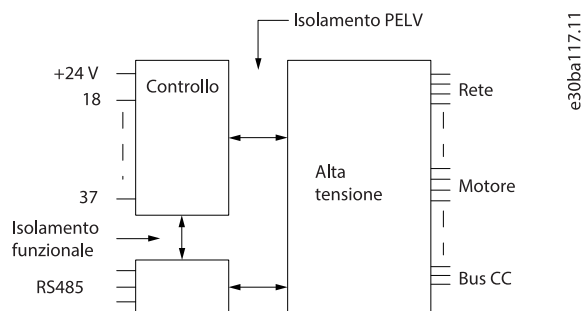 Isolamento PELV
e30ba117.11
+24 V
Controllo
18
Rete
Alta
tensione
Motore
37
Isolamento
funzionale
RS485
Bus CC